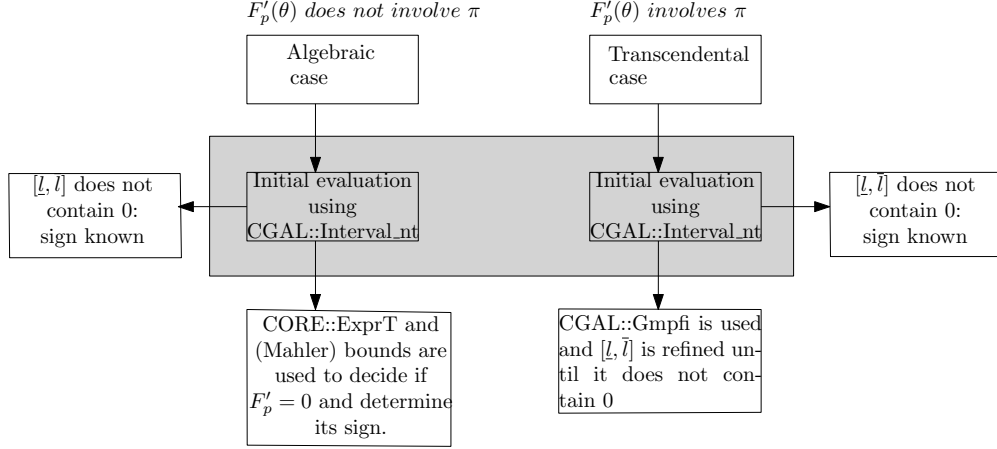 F′ₚ(θ) does not involve π
F′ₚ(θ) involves π
Algebraic
case
Transcendental
case
[l̲, l] does not
contain 0:
sign known
Initial evaluation
using
CGAL::Interval_nt
Initial evaluation
using
CGAL::Interval_nt
[l̲, l̄] does not
contain 0:
sign known
CORE::ExprT and
(Mahler) bounds are
used to decide if
F′ₚ = 0 and determine
its sign.
CGAL::Gmpfi is used
and [l̲, l̄] is refined un-
til it does not con-
tain 0